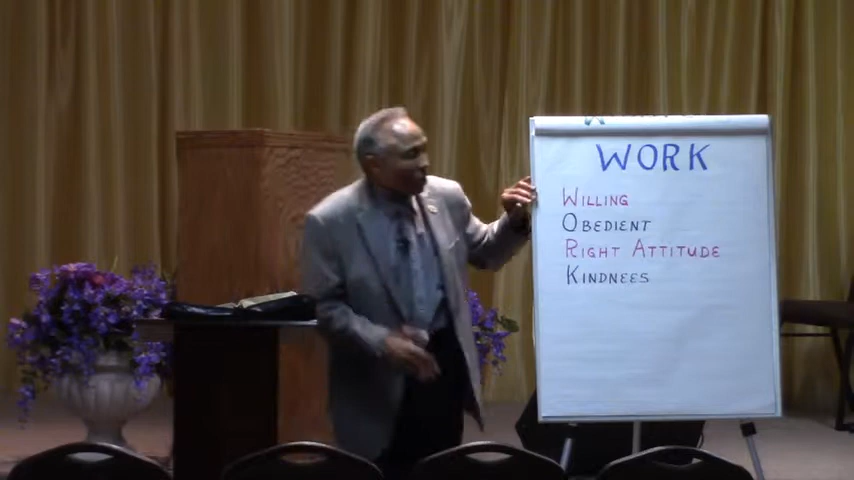 WORK
WILLING
OBEDIENT
RIGHT ATTITUDE
KINDNEES